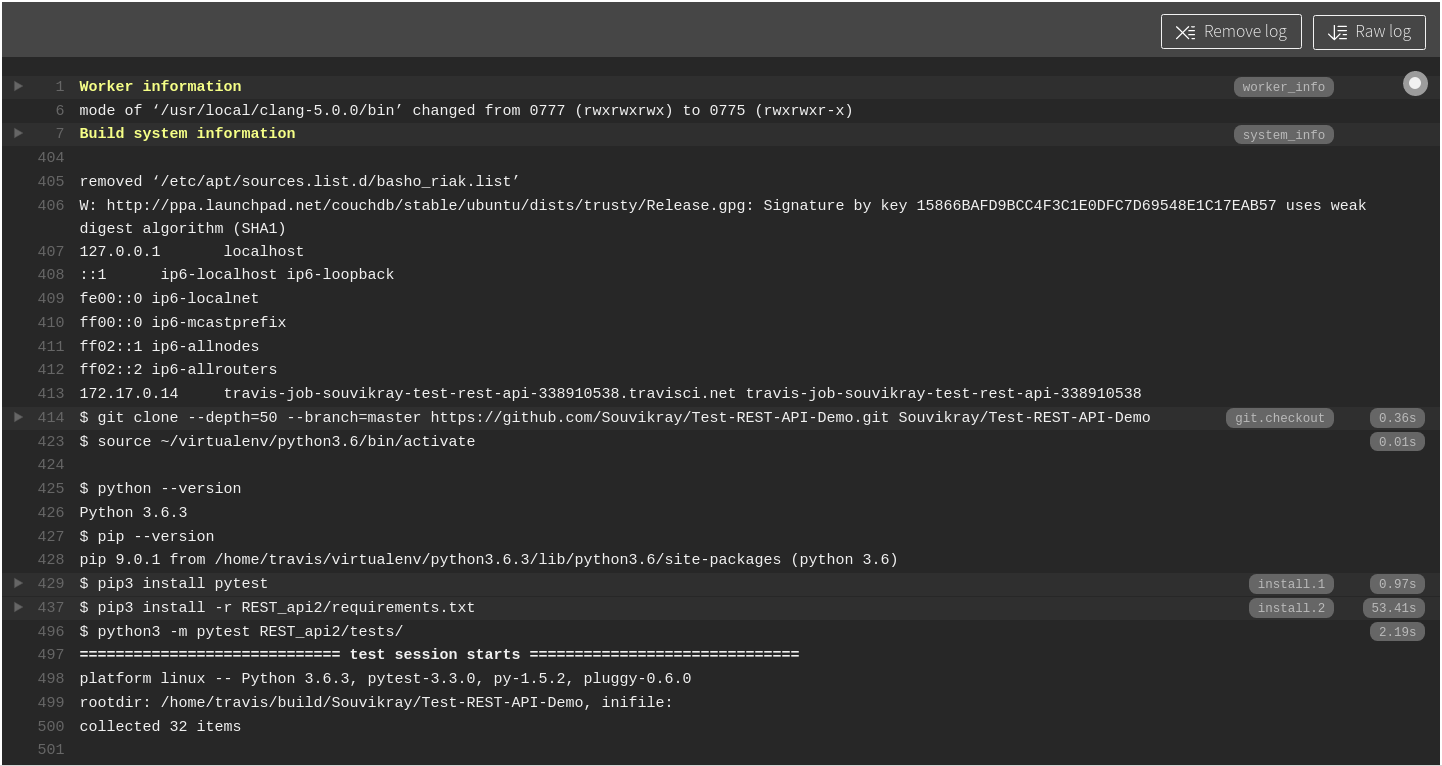 Remove log Raw log
1 Worker information worker_info
6 mode of ‘/usr/local/clang-5.0.0/bin’ changed from 0777 (rwxrwxrwx) to 0775 (rwxrwxr-x)
7 Build system information system_info
404
405 removed ‘/etc/apt/sources.list.d/basho_riak.list’
406 W: http://ppa.launchpad.net/couchdb/stable/ubuntu/dists/trusty/Release.gpg: Signature by key 15866BAFD9BCC4F3C1E0DFC7D69548E1C17EAB57 uses weak
digest algorithm (SHA1)
407 127.0.0.1       localhost
408 ::1      ip6-localhost ip6-loopback
409 fe00::0 ip6-localnet
410 ff00::0 ip6-mcastprefix
411 ff02::1 ip6-allnodes
412 ff02::2 ip6-allrouters
413 172.17.0.14     travis-job-souvikray-test-rest-api-338910538.travisci.net travis-job-souvikray-test-rest-api-338910538
414 $ git clone --depth=50 --branch=master https://github.com/Souvikray/Test-REST-API-Demo.git Souvikray/Test-REST-API-Demo git.checkout 0.36s
423 $ source ~/virtualenv/python3.6/bin/activate 0.01s
424
425 $ python --version
426 Python 3.6.3
427 $ pip --version
428 pip 9.0.1 from /home/travis/virtualenv/python3.6.3/lib/python3.6/site-packages (python 3.6)
429 $ pip3 install pytest install.1 0.97s
437 $ pip3 install -r REST_api2/requirements.txt install.2 53.41s
496 $ python3 -m pytest REST_api2/tests/ 2.19s
497 ============================= test session starts ==============================
498 platform linux -- Python 3.6.3, pytest-3.3.0, py-1.5.2, pluggy-0.6.0
499 rootdir: /home/travis/build/Souvikray/Test-REST-API-Demo, inifile:
500 collected 32 items
501